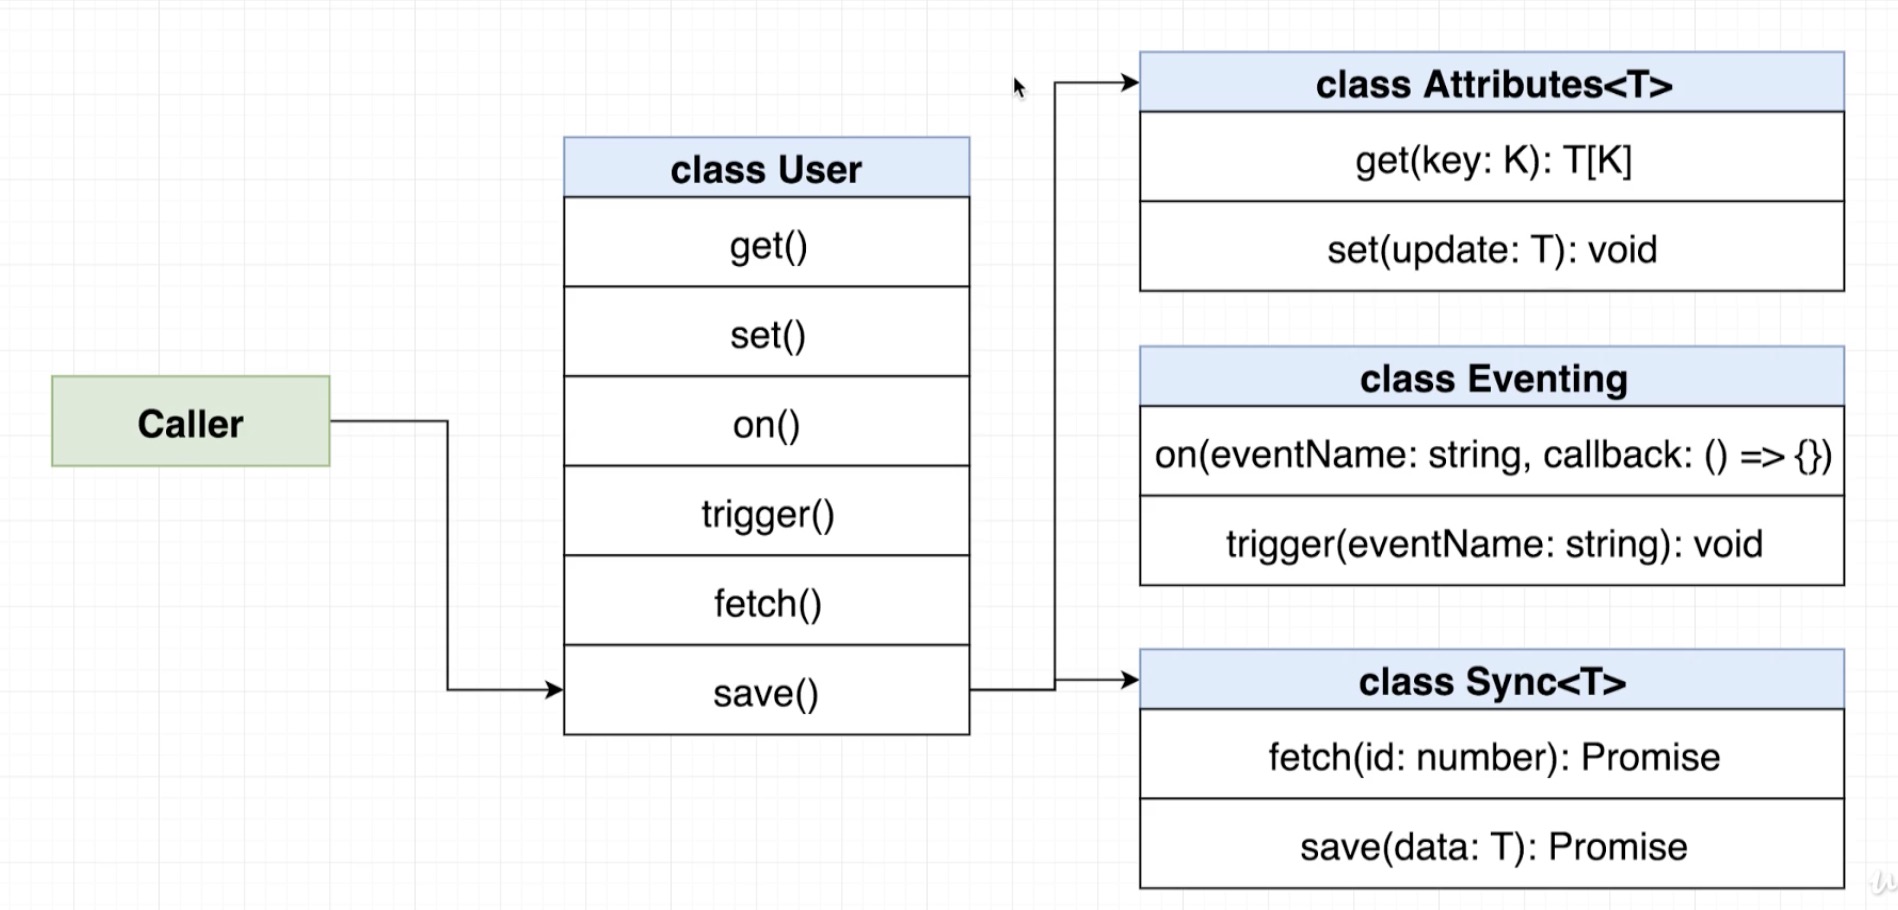 Caller
class User
get()
set()
on()
trigger()
fetch()
save()
class Attributes<T>
get(key: K): T[K]
set(update: T): void
class Eventing
on(eventName: string, callback: () => {})
trigger(eventName: string): void
class Sync<T>
fetch(id: number): Promise
save(data: T): Promise